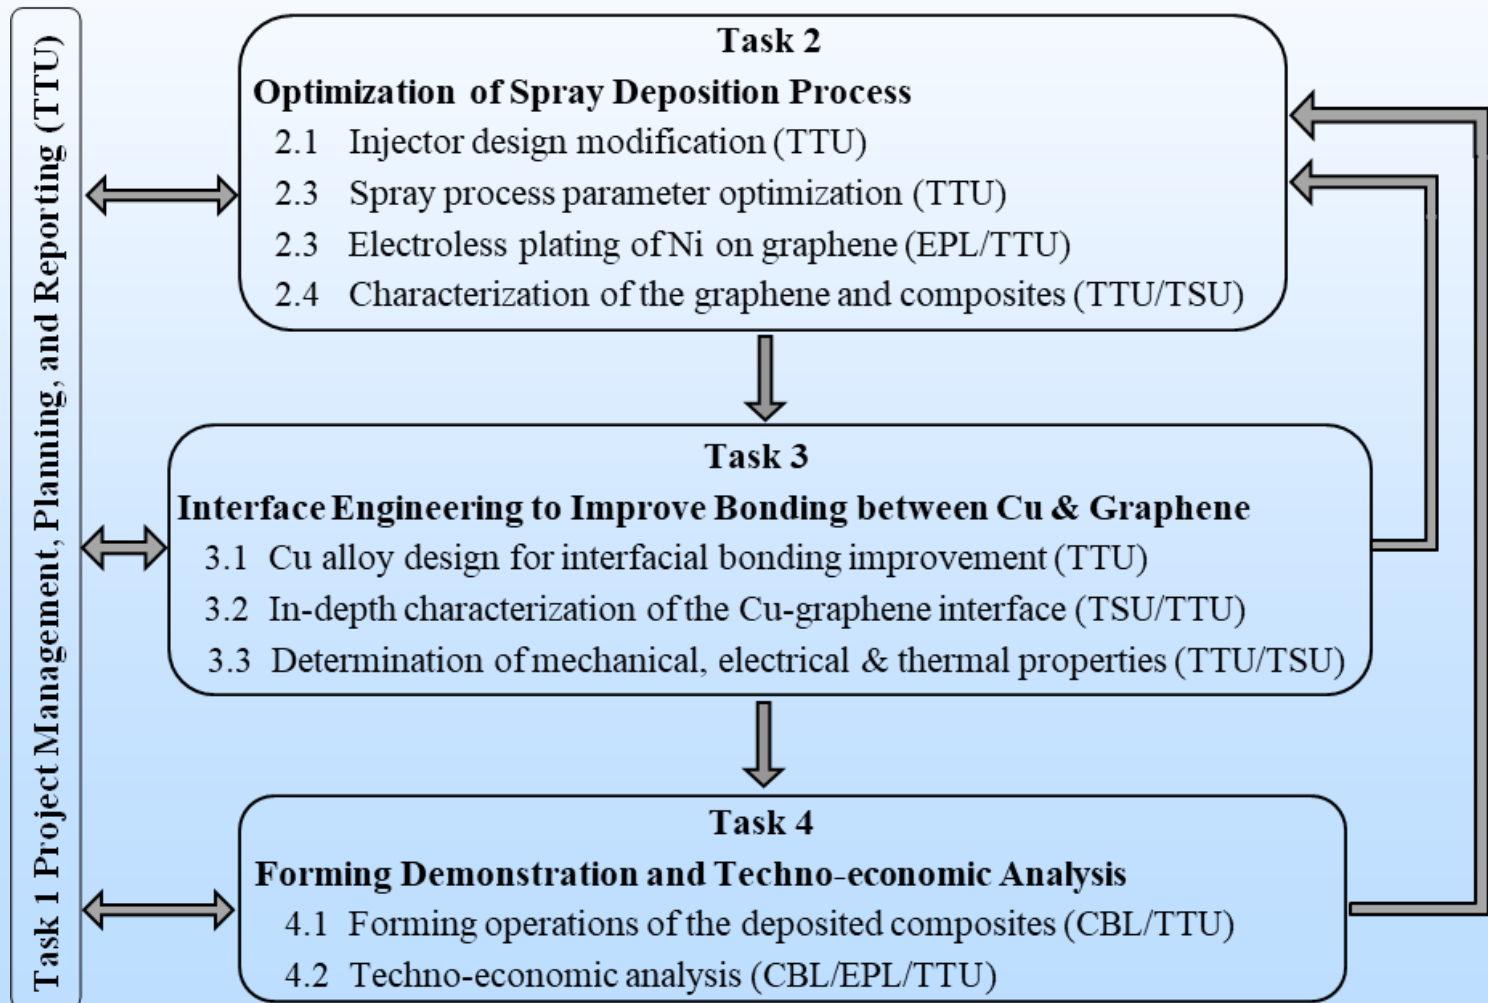 Task 1 Project Management, Planning, and Reporting (TTU)
Task 2
Optimization of Spray Deposition Process
2.1 Injector design modification (TTU)
2.3 Spray process parameter optimization (TTU)
2.3 Electroless plating of Ni on graphene (EPL/TTU)
2.4 Characterization of the graphene and composites (TTU/TSU)
Task 3
Interface Engineering to Improve Bonding between Cu & Graphene
3.1 Cu alloy design for interfacial bonding improvement (TTU)
3.2 In-depth characterization of the Cu-graphene interface (TSU/TTU)
3.3 Determination of mechanical, electrical & thermal properties (TTU/TSU)
Task 4
Forming Demonstration and Techno-economic Analysis
4.1 Forming operations of the deposited composites (CBL/TTU)
4.2 Techno-economic analysis (CBL/EPL/TTU)